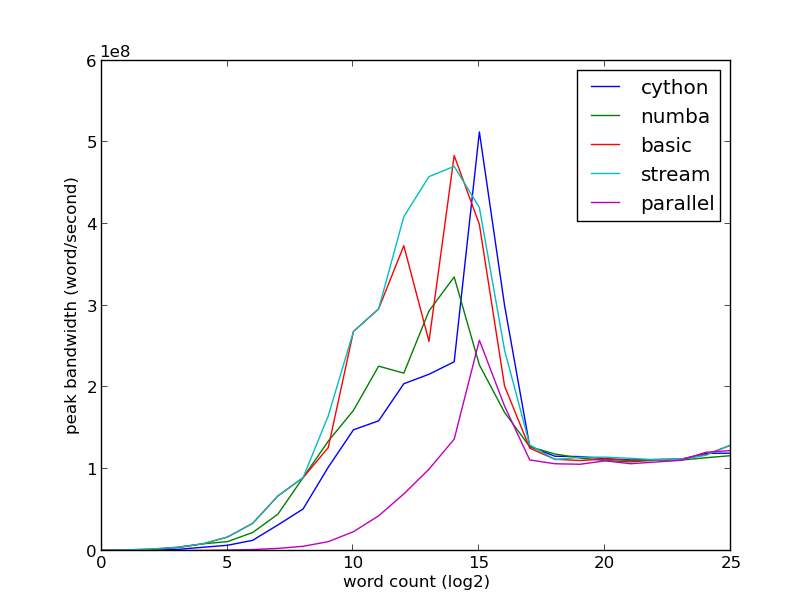 1e8
6
5
4
3
2
1
0
peak bandwidth (word/second)
0 5 10 15 20 25
word count (log2)
cython
numba
basic
stream
parallel